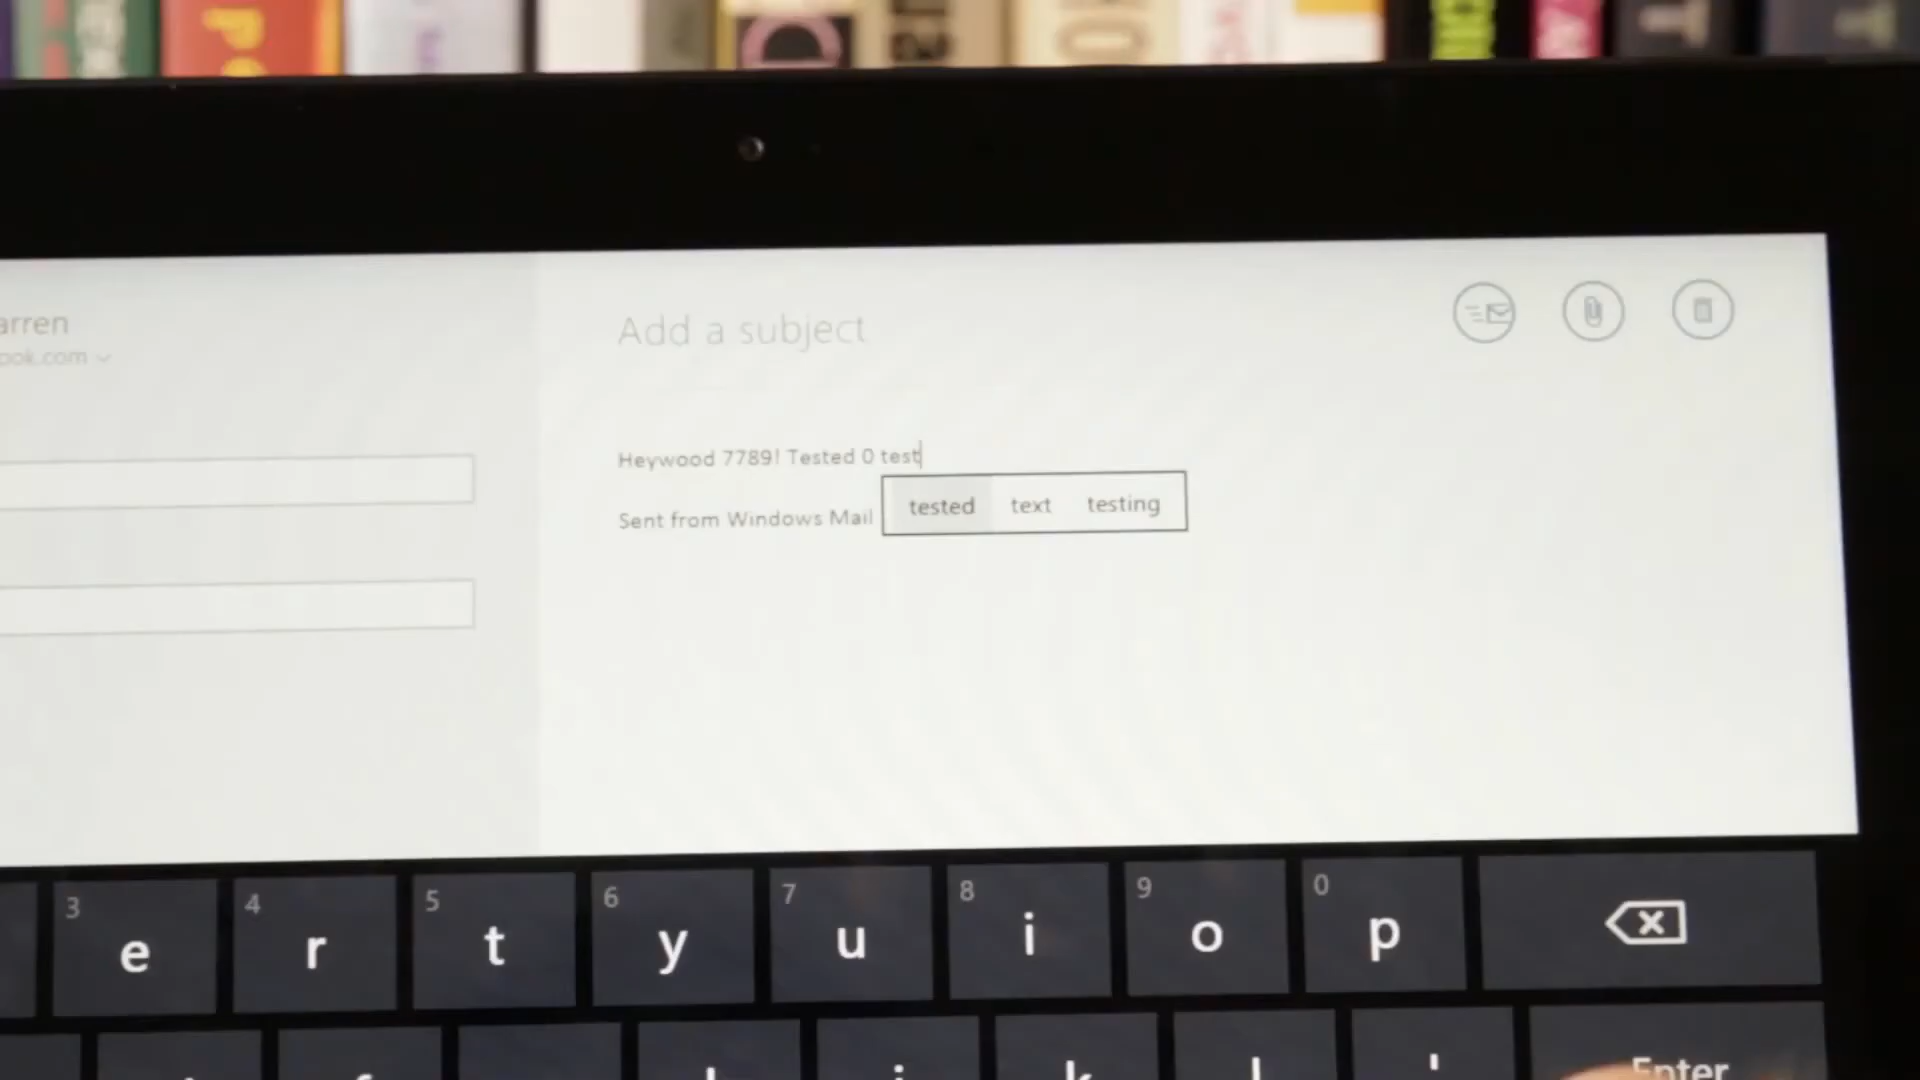 arren
ook.com
Add a subject
Heywood 7789! Tested 0 test
tested text testing
Sent from Windows Mail
3 4 5 6 7 8 9 0
e r t y u i o p
k l '
Enter